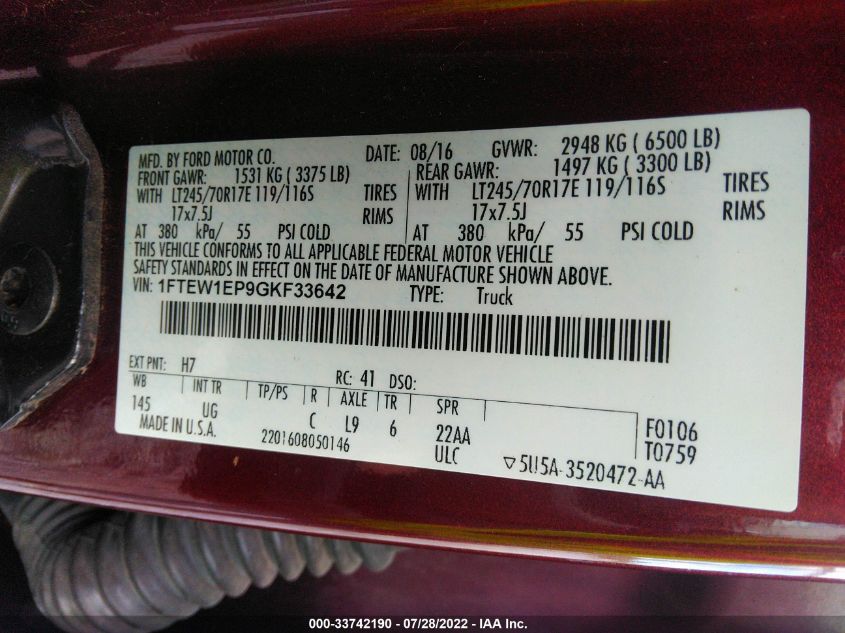 MFD. BY FORD MOTOR CO. DATE: 08/16 GVWR: 2948 KG ( 6500 LB)
FRONT GAWR: 1531 KG ( 3375 LB) REAR GAWR: 1497 KG ( 3300 LB)
WITH LT245/70R17E 119/116S TIRES WITH LT245/70R17E 119/116S TIRES
17x7.5J RIMS 17x7.5J RIMS
AT 380 kPa/ 55 PSI COLD AT 380 kPa/ 55 PSI COLD
THIS VEHICLE CONFORMS TO ALL APPLICABLE FEDERAL MOTOR VEHICLE
SAFETY STANDARDS IN EFFECT ON THE DATE OF MANUFACTURE SHOWN ABOVE.
VIN: 1FTEW1EP9GKF33642 TYPE: Truck
EXT PNT: H7 RC: 41 DSO:
WB INT TR TP/PS R AXLE TR SPR
145 UG C L9 6 22AA F0106
MADE IN U.S.A. 2201608050146 ULC T0759
▽5U5A-3520472-AA
000-33742190 - 07/28/2022 - IAA Inc.